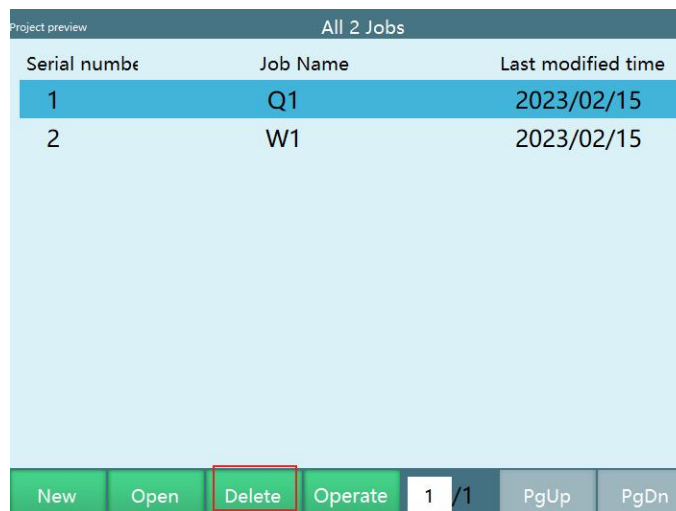 Project preview All 2 Jobs
Serial numbe Job Name Last modified time
1 Q1 2023/02/15
2 W1 2023/02/15
New Open Delete Operate 1 /1 PgUp PgDn